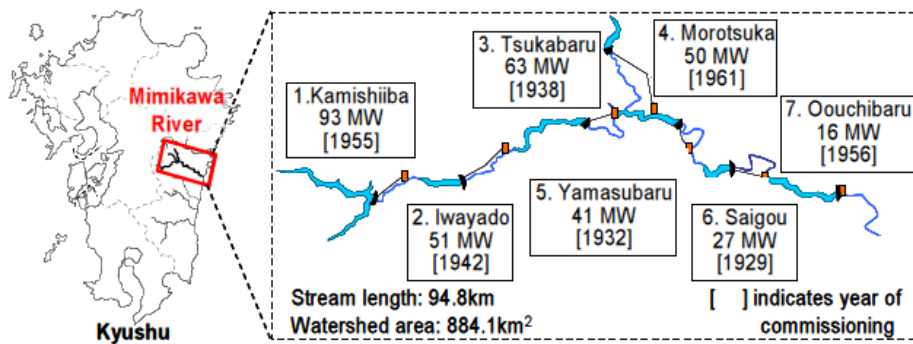 Mimikawa
River
Kyushu
1.Kamishiiba
93 MW
[1955]
2. Iwayado
51 MW
[1942]
3. Tsukabaru
63 MW
[1938]
4. Morotsuka
50 MW
[1961]
5. Yamasubaru
41 MW
[1932]
6. Saigou
27 MW
[1929]
7. Oouchibaru
16 MW
[1956]
Stream length: 94.8km
Watershed area: 884.1km²
[ ] indicates year of
commissioning